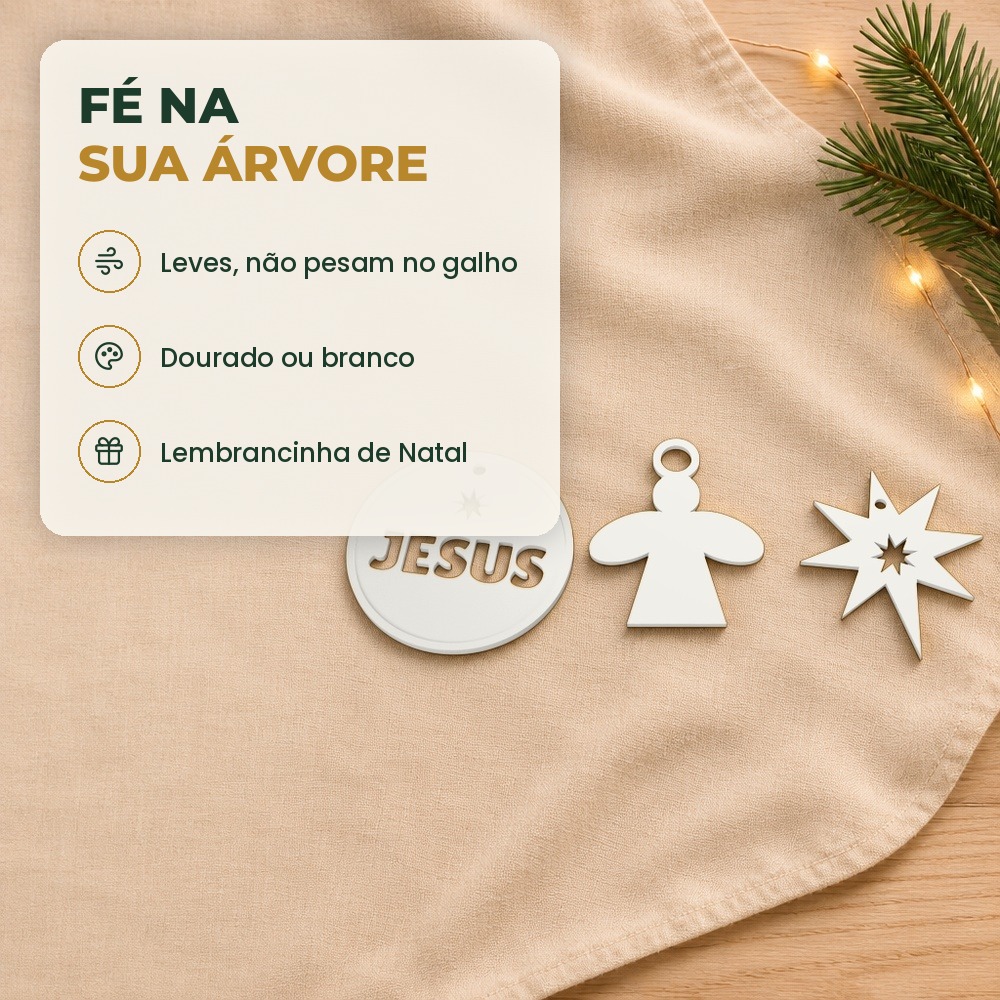 FÉ NA
SUA ÁRVORE
Leves, não pesam no galho
Dourado ou branco
Lembrancinha de Natal
JESUS